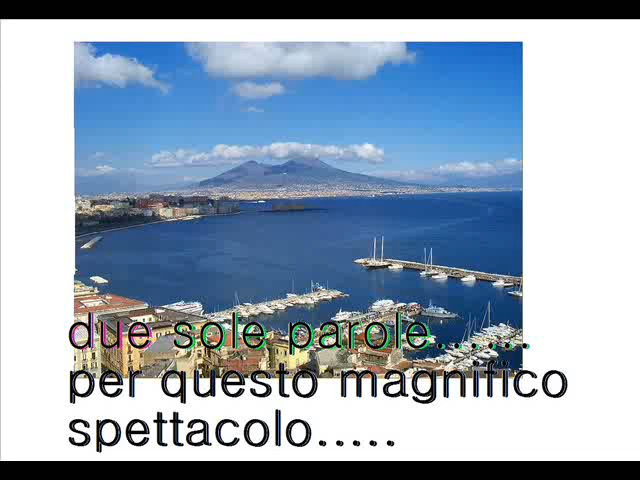 due sole parole......
per questo magnifico
spettacolo.....